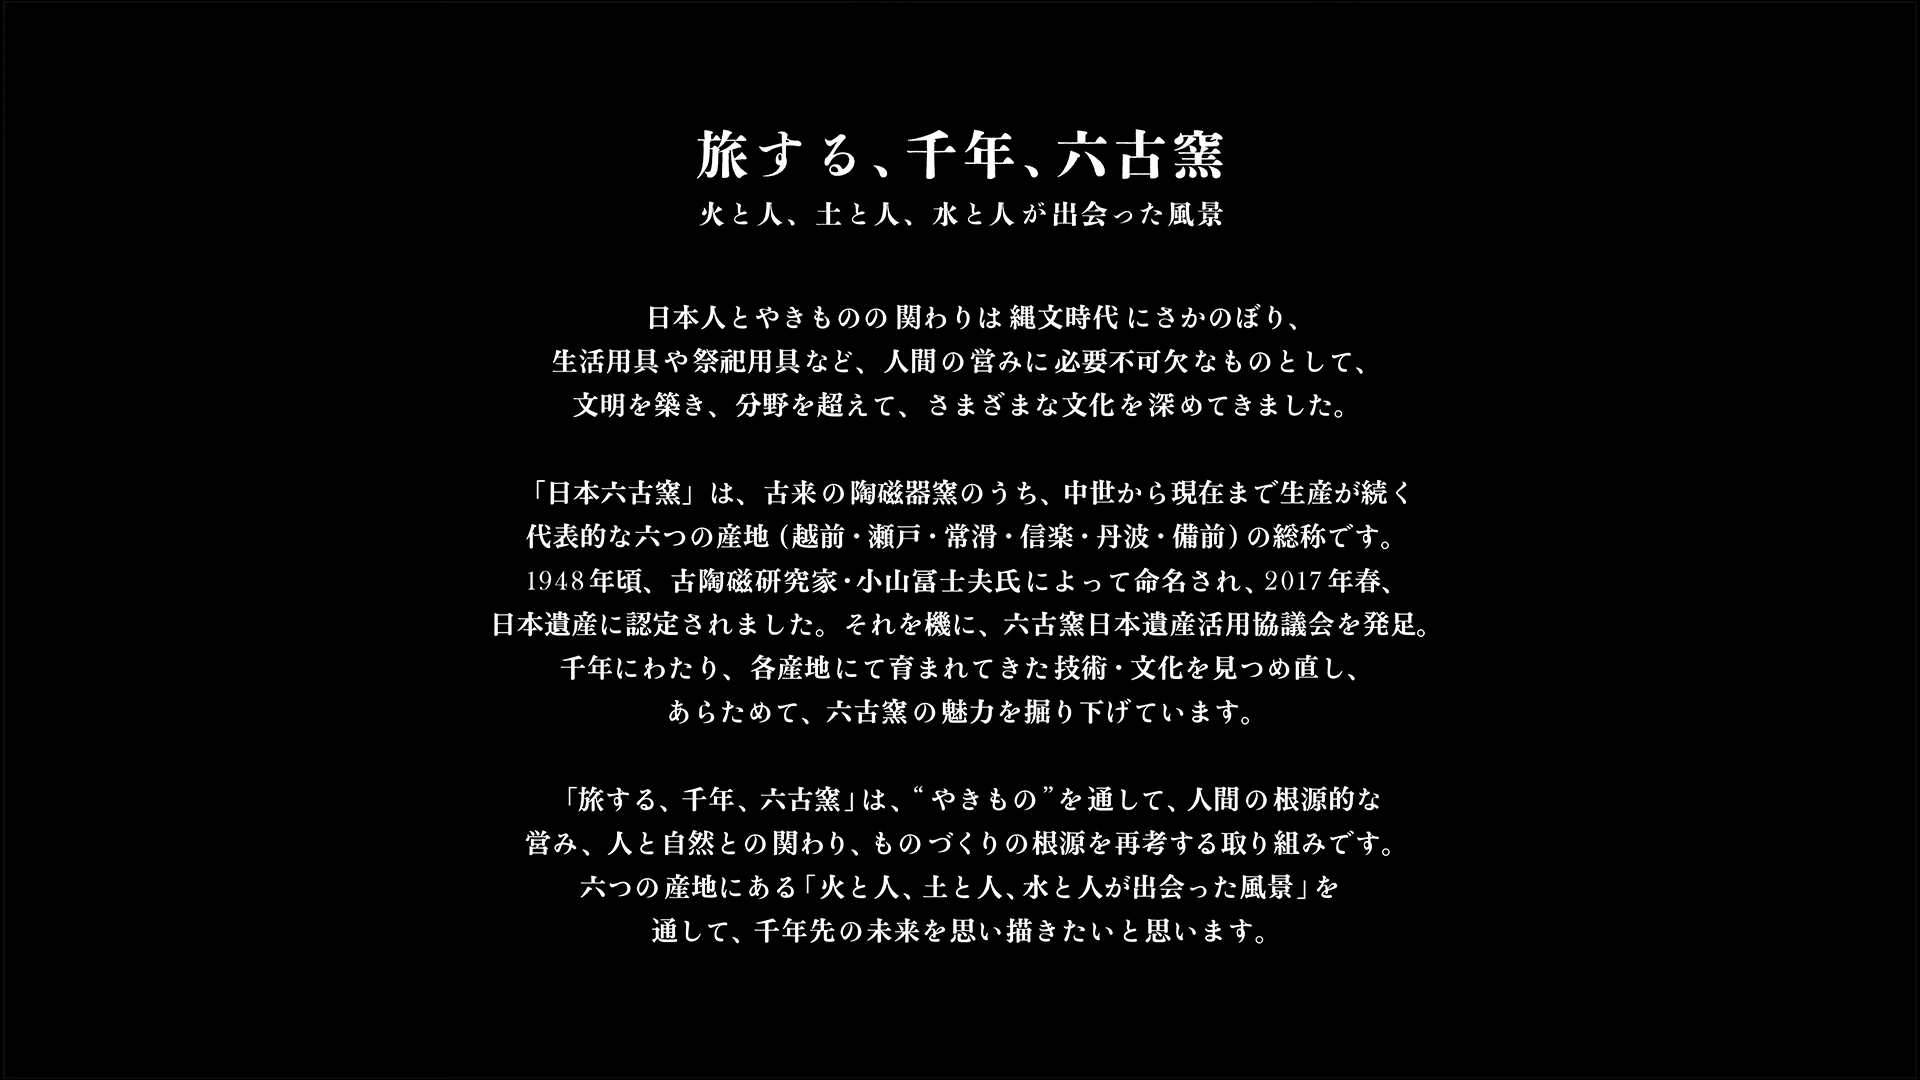 旅する、千年、六古窯
火と人、土と人、水と人が出会った風景
日本人とやきものの関わりは縄文時代にさかのぼり、
生活用具や祭祀用具など、人間の営みに必要不可欠なものとして、
文明を築き、分野を超えて、さまざまな文化を深めてきました。
「日本六古窯」は、古来の陶磁器窯のうち、中世から現在まで生産が続く
代表的な六つの産地(越前・瀬戸・常滑・信楽・丹波・備前)の総称です。
1948年頃、古陶磁研究家・小山冨士夫氏によって命名され、2017年春、
日本遺産に認定されました。それを機に、六古窯日本遺産活用協議会を発足。
千年にわたり、各産地にて育まれてきた技術・文化を見つめ直し、
あらためて、六古窯の魅力を掘り下げています。
「旅する、千年、六古窯」は、“やきもの”を通して、人間の根源的な
営み、人と自然との関わり、ものづくりの根源を再考する取り組みです。
六つの産地にある「火と人、土と人、水と人が出会った風景」を
通して、千年先の未来を思い描きたいと思います。